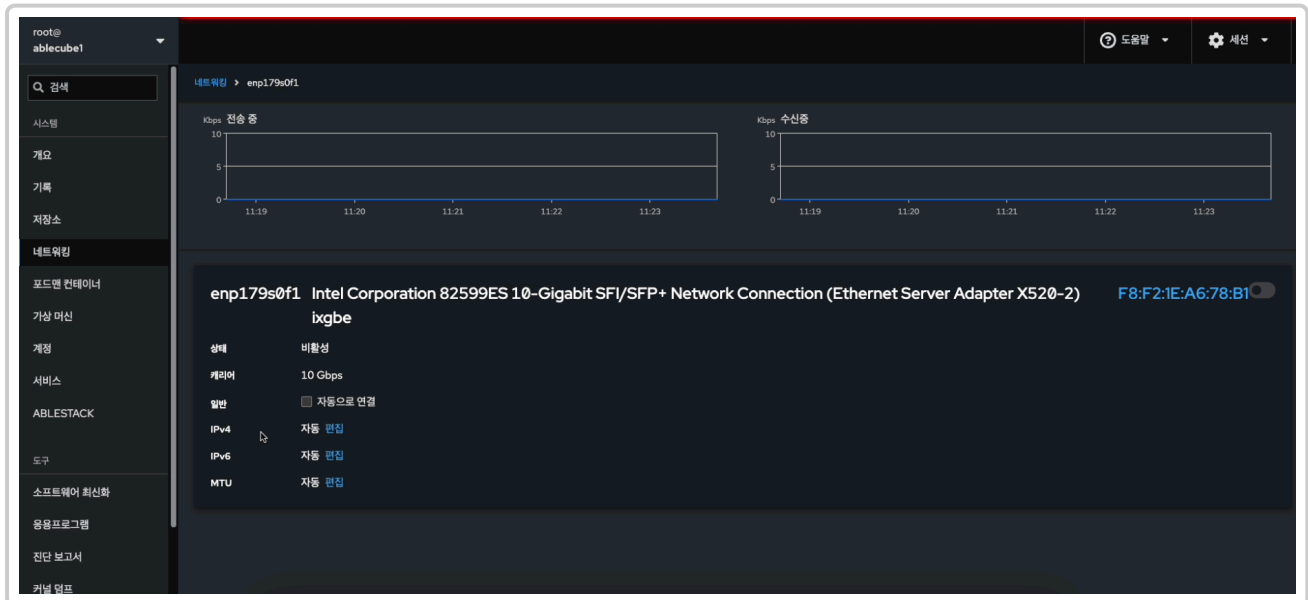 root@
ablecube1
도움말
세션
검색
네트워킹 > enp179s0f1
시스템
개요
기록
저장소
네트워킹
포드맨 컨테이너
가상 머신
계정
서비스
ABLESTACK
도구
소프트웨어 최신화
응용프로그램
진단 보고서
커널 덤프
Kbps 전송 중
10
5
0
11:19 11:20 11:21 11:22 11:23
Kbps 수신중
10
5
0
11:19 11:20 11:21 11:22 11:23
enp179s0f1 Intel Corporation 82599ES 10-Gigabit SFI/SFP+ Network Connection (Ethernet Server Adapter X520-2) F8:F2:1E:A6:78:B1
ixgbe
상태 비활성
캐리어 10 Gbps
일반 자동으로 연결
IPv4 자동 편집
IPv6 자동 편집
MTU 자동 편집